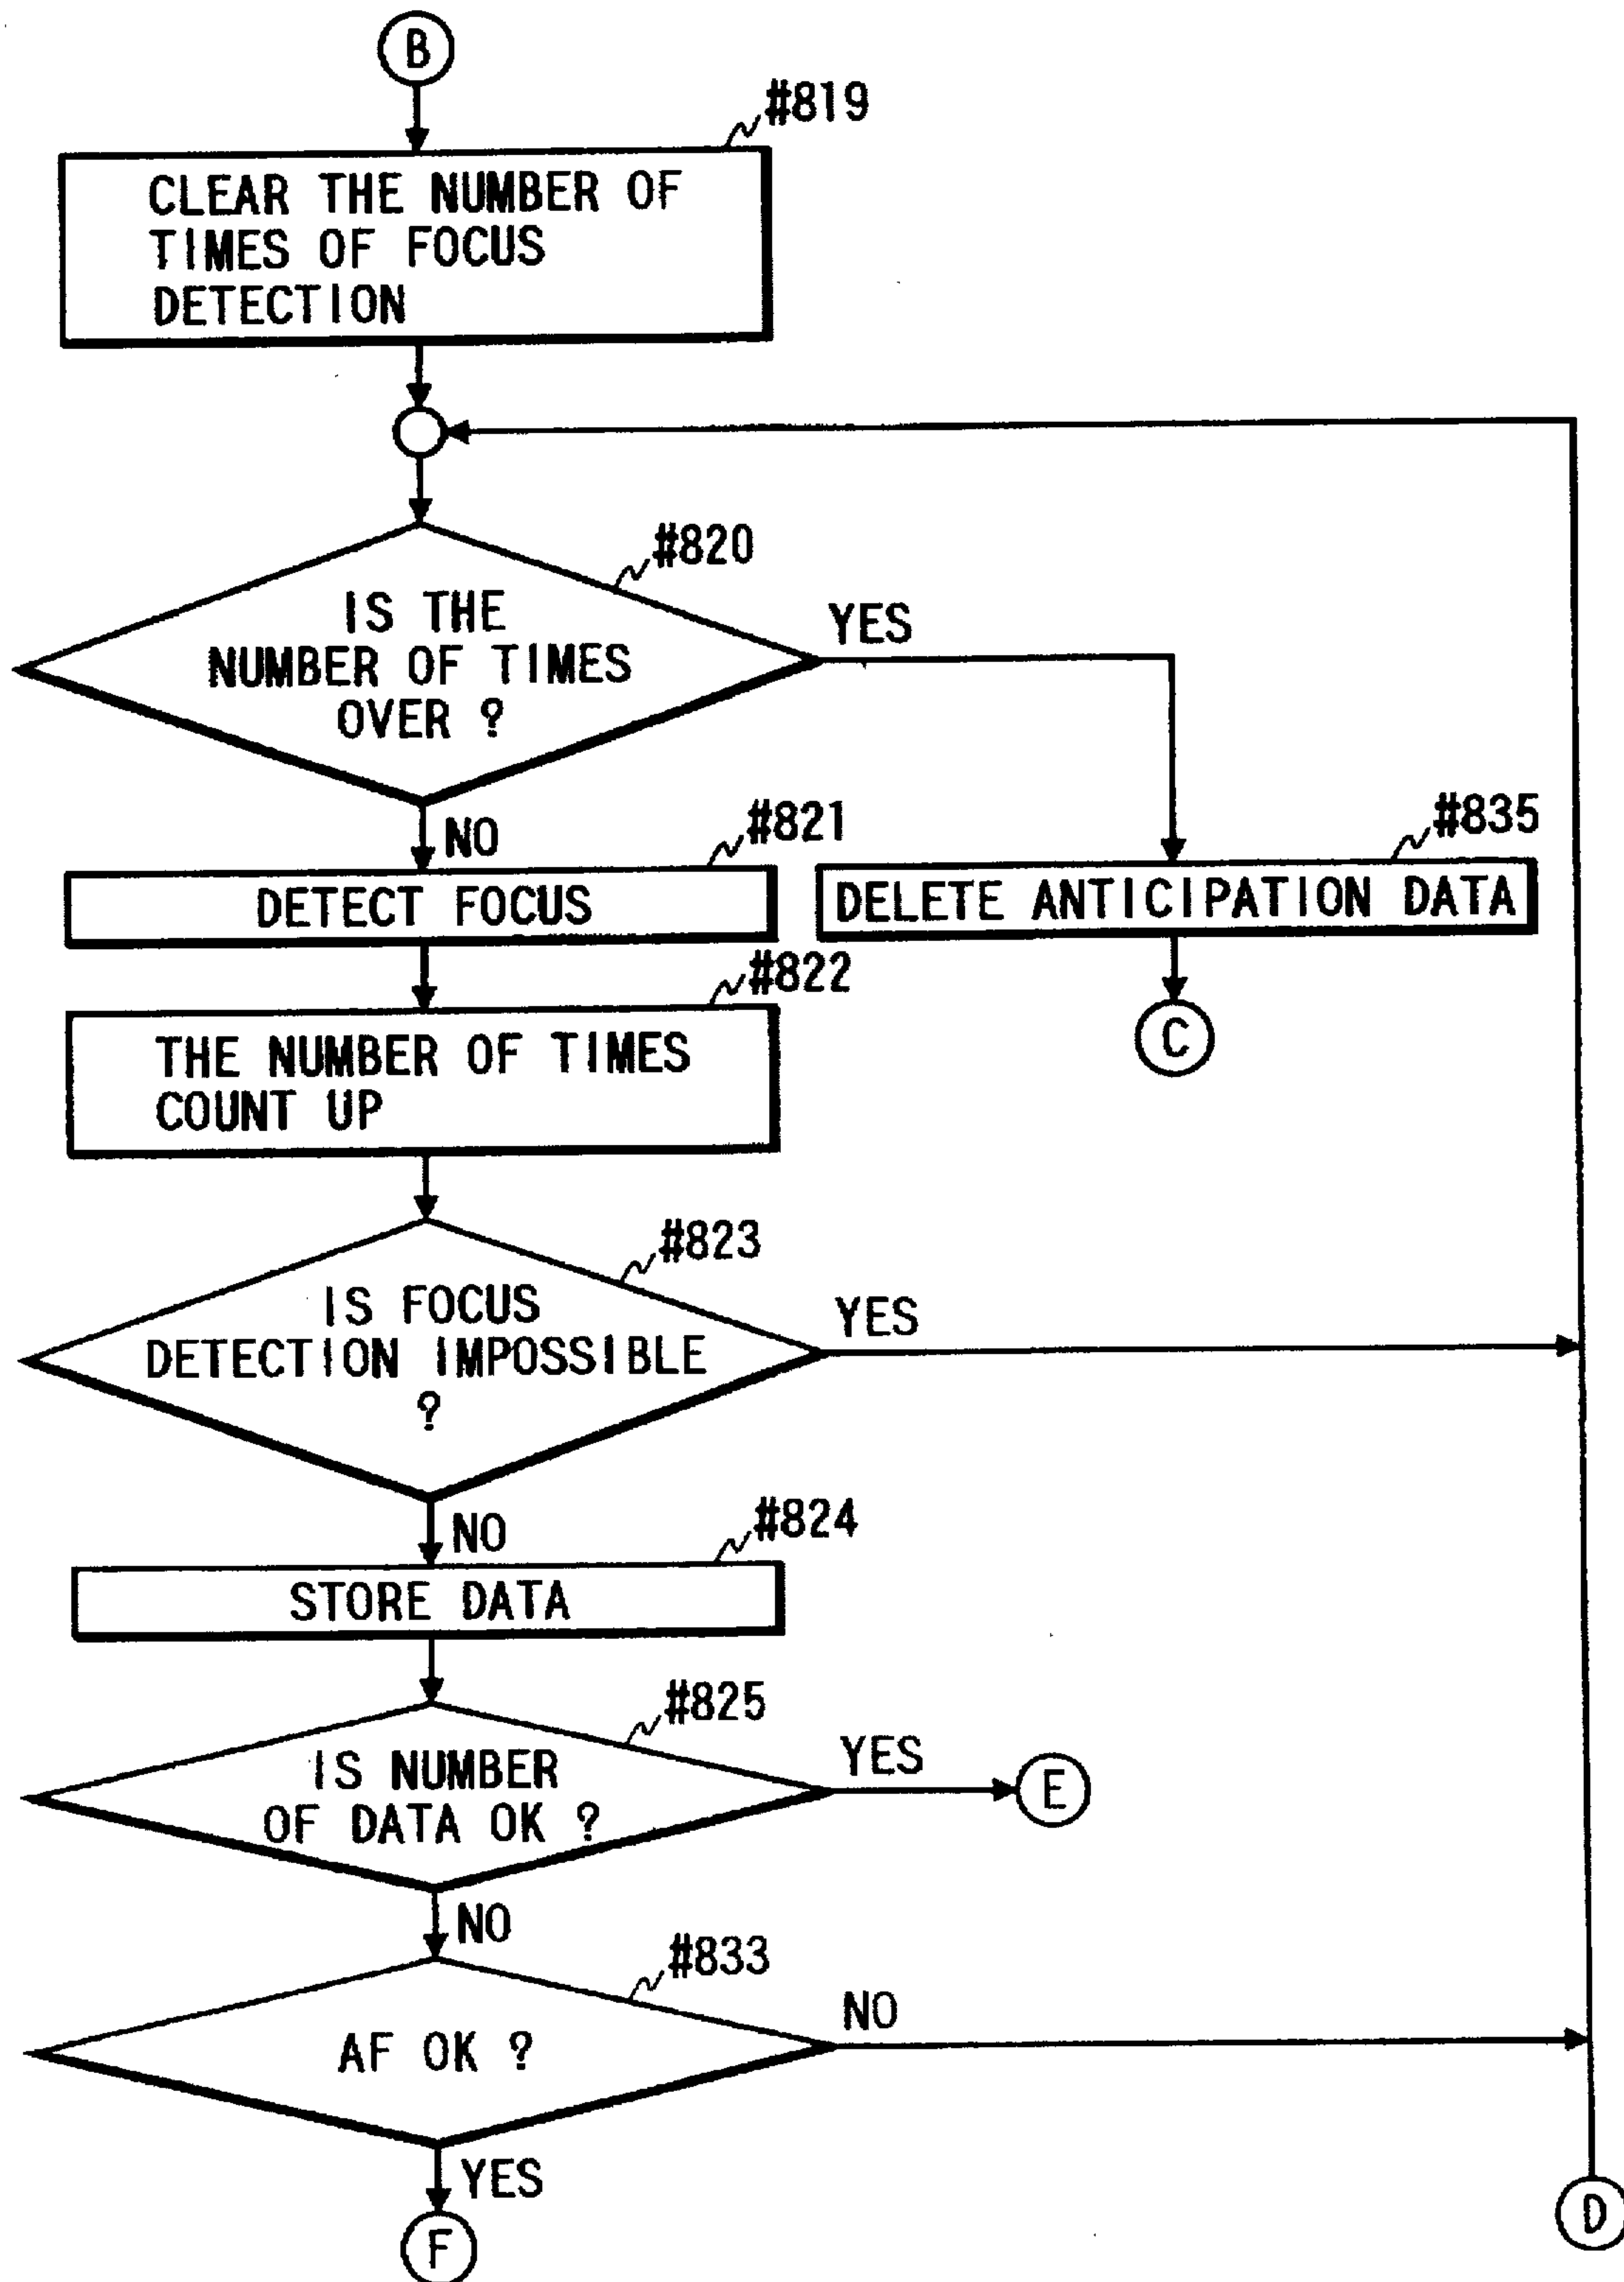 B
#819
CLEAR THE NUMBER OF
TIMES OF FOCUS
DETECTION
#820
IS THE
NUMBER OF TIMES
OVER ?
YES
NO
#821
DETECT FOCUS
#835
DELETE ANTICIPATION DATA
C
#822
THE NUMBER OF TIMES
COUNT UP
#823
IS FOCUS
DETECTION IMPOSSIBLE
?
YES
NO
#824
STORE DATA
#825
IS NUMBER
OF DATA OK ?
YES
E
NO
#833
AF OK ?
NO
YES
F
D